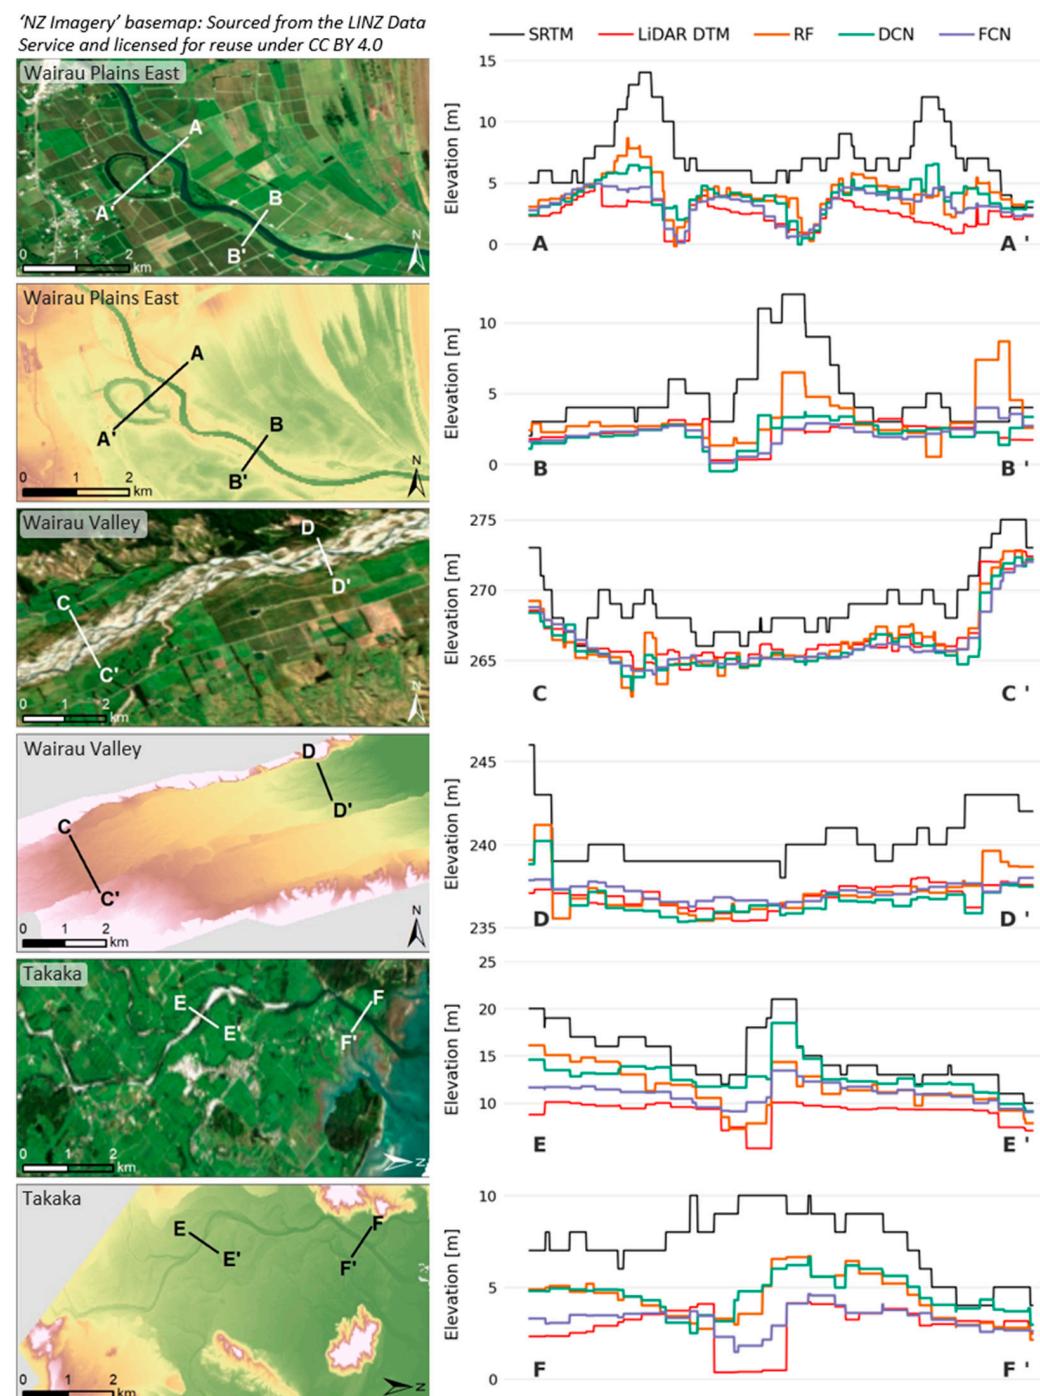 ‘NZ Imagery’ basemap: Sourced from the LINZ Data
Service and licensed for reuse under CC BY 4.0
SRTM LiDAR DTM RF DCN FCN
Wairau Plains East
A
A'
B
B'
N
0 1 2
km
Elevation [m]
15
10
5
0
A A '
Wairau Plains East
A
A'
B
B'
N
0 1 2
km
Elevation [m]
10
5
0
B B '
Wairau Valley
D
D'
C
C'
N
0 1 2
km
Elevation [m]
275
270
265
C C '
Wairau Valley
D
D'
C
C'
N
0 1 2
km
Elevation [m]
245
240
235
D D '
Takaka
E
E'
F
F'
N
0 1 2
km
Elevation [m]
25
20
15
10
E E '
Takaka
E
E'
F
F'
N
0 1 2
km
Elevation [m]
10
5
0
F F '